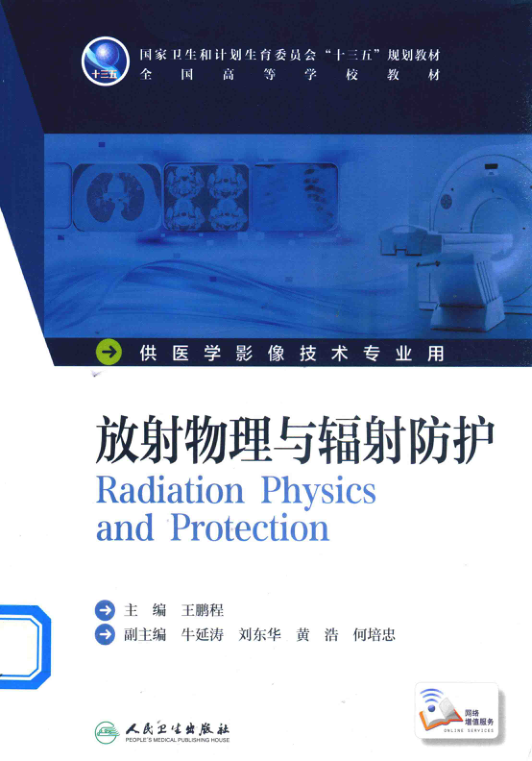 国家卫生和计划生育委员会“十三五”规划教材
全国高等学校教材
十三五
供医学影像技术专业用
放射物理与辐射防护
Radiation Physics
and Protection
主编 王鹏程
副主编 牛延涛 刘东华 黄浩 何培忠
网络
增值服务
ONLINE SERVICES
人民卫生出版社
PEOPLE'S MEDICAL PUBLISHING HOUSE